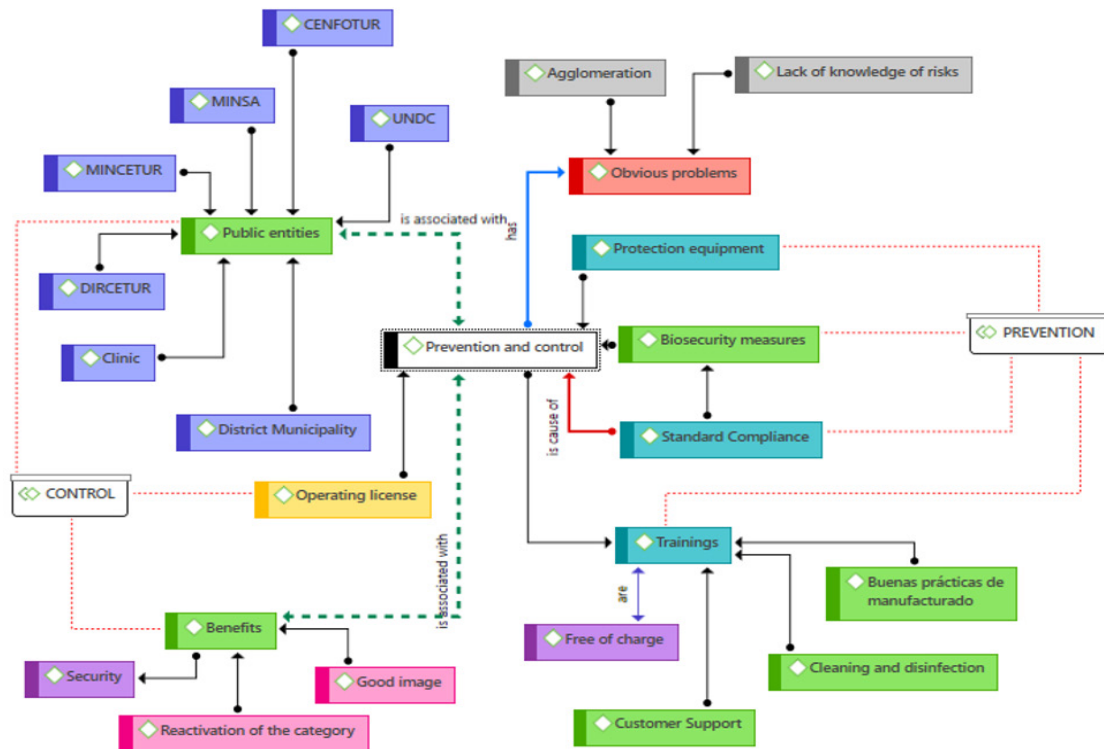 CENFOTUR
Agglomeration
Lack of knowledge of risks
MINSA
UNDC
MINCETUR
Obvious problems
is associated with
has
Public entities
Protection equipment
DIRCETUR
Prevention and control
Biosecurity measures
PREVENTION
Clinic
is cause of
District Municipality
Standard Compliance
CONTROL
Operating license
is associated with
Trainings
Buenas prácticas de
manufacturado
are
Benefits
Free of charge
Security
Good image
Cleaning and disinfection
Reactivation of the category
Customer Support